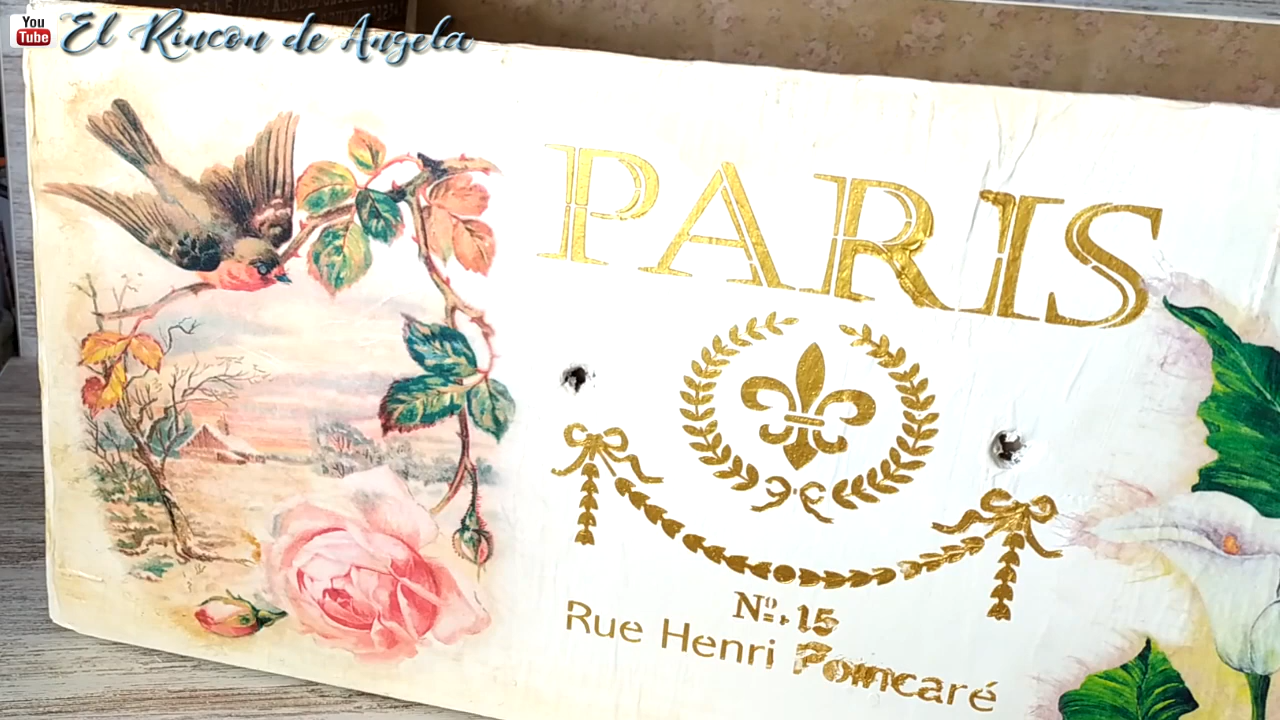 You Tube
El Rincon de Angela
PARIS
Nº. 15
Rue Henri Poincaré